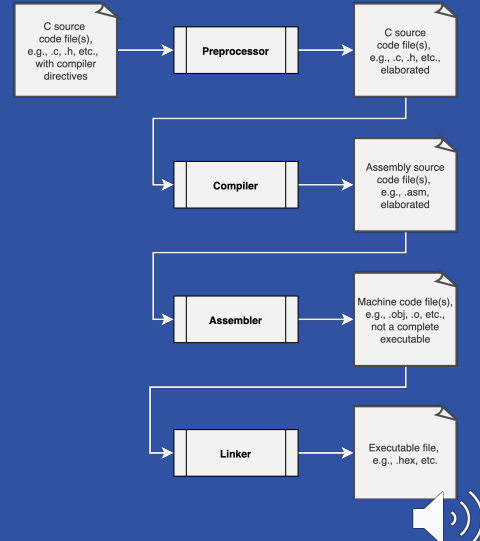 C source
code file(s),
e.g., .c, .h, etc.,
with compiler
directives
Preprocessor
C source
code file(s),
e.g., .c, .h, etc.,
elaborated
Compiler
Assembly source
code file(s),
e.g., .asm,
elaborated
Assembler
Machine code file(s),
e.g., .obj, .o, etc.,
not a complete
executable
Linker
Executable file,
e.g., .hex, etc.